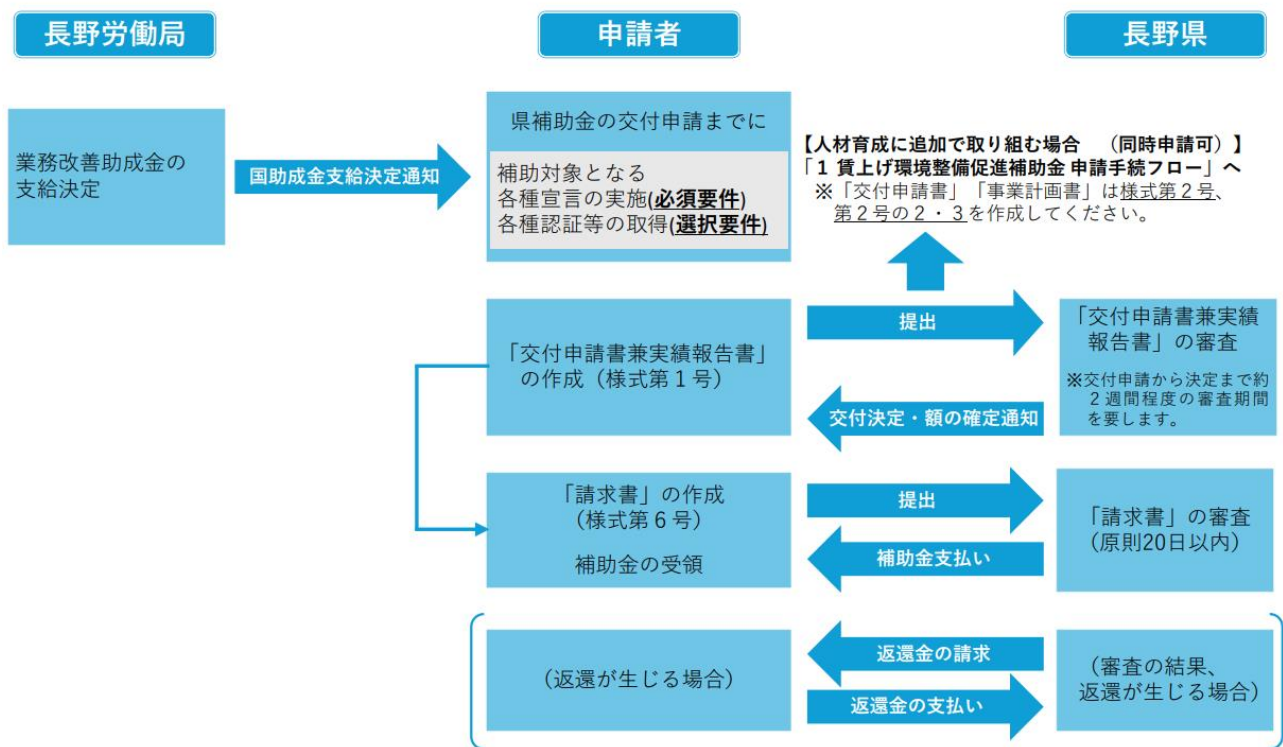 長野労働局
申請者
長野県
業務改善助成金の
支給決定
国助成金支給決定通知
県補助金の交付申請までに
補助対象となる
各種宣言の実施(必須要件)
各種認証等の取得(選択要件)
【人材育成に追加で取り組む場合 (同時申請可)】
「1 賃上げ環境整備促進補助金 申請手続フロー」へ
※「交付申請書」「事業計画書」は様式第2号、
第2号の2・3を作成してください。
「交付申請書兼実績報告書」
の作成（様式第1号）
提出
交付決定・額の確定通知
「交付申請書兼実績
報告書」の審査
※交付申請から決定まで約
2週間程度の審査期間
を要します。
「請求書」の作成
（様式第6号）
補助金の受領
提出
補助金支払い
「請求書」の審査
（原則20日以内）
（返還が生じる場合）
返還金の請求
返還金の支払い
（審査の結果、
返還が生じる場合）